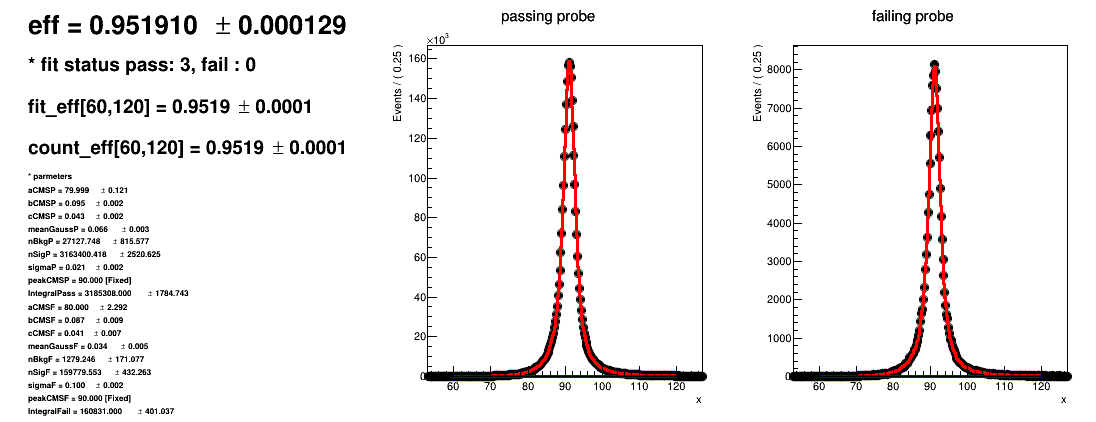 eff = 0.951910 ± 0.000129
* fit status pass: 3, fail : 0
fit_eff[60,120] = 0.9519 ± 0.0001
count_eff[60,120] = 0.9519 ± 0.0001
* parmeters
aCMSP = 79.999 ± 0.121
bCMSP = 0.095 ± 0.002
cCMSP = 0.043 ± 0.002
meanGaussP = 0.066 ± 0.003
nBkgP = 27127.748 ± 815.577
nSigP = 3163400.418 ± 2520.625
sigmaP = 0.021 ± 0.002
peakCMSP = 90.000 [Fixed]
IntegralPass = 3185308.000 ± 1784.743
aCMSF = 80.000 ± 2.292
bCMSF = 0.087 ± 0.009
cCMSF = 0.041 ± 0.007
meanGaussF = 0.034 ± 0.005
nBkgF = 1279.246 ± 171.077
nSigF = 159779.553 ± 432.263
sigmaF = 0.100 ± 0.002
peakCMSF = 90.000 [Fixed]
IntegralFail = 160831.000 ± 401.037
passing probe
×10³
Events / ( 0.25 )
160
140
120
100
80
60
40
20
0
60 70 80 90 100 110 120
x
failing probe
Events / ( 0.25 )
8000
7000
6000
5000
4000
3000
2000
1000
0
60 70 80 90 100 110 120
x